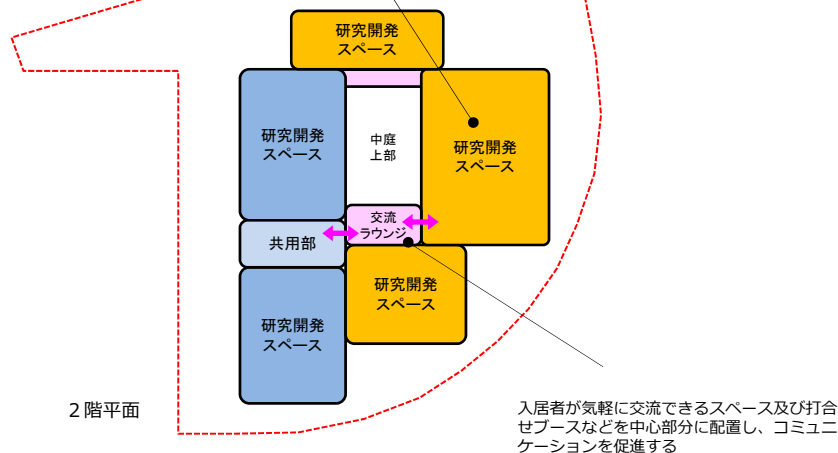 研究開発
スペース
研究開発
スペース
中庭
上部
研究開発
スペース
交流
ラウンジ
共用部
研究開発
スペース
研究開発
スペース
２階平面
入居者が気軽に交流できるスペース及び打合
せブースなどを中心部分に配置し、コミュニ
ケーションを促進する